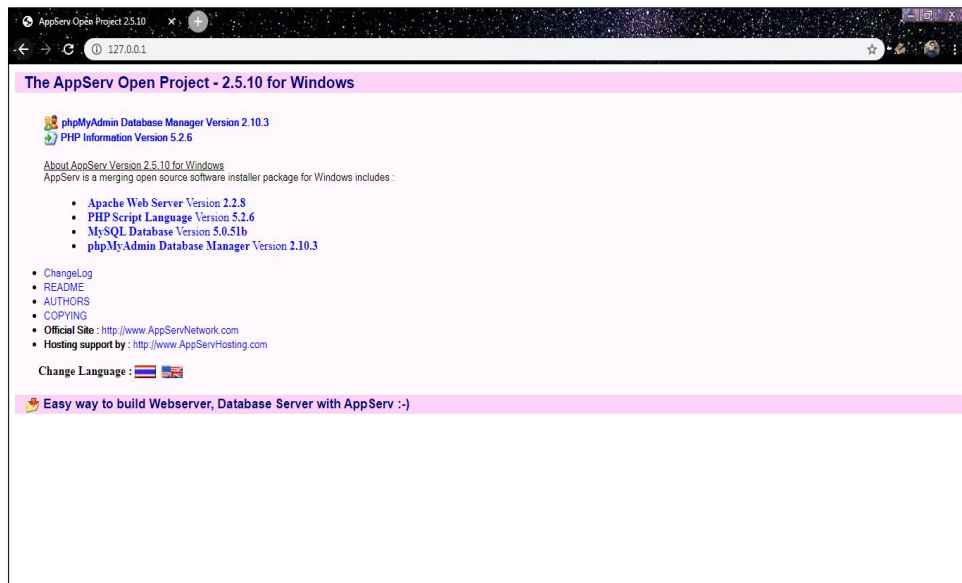 AppServ Open Project 2.5.10
127.0.0.1
The AppServ Open Project - 2.5.10 for Windows
phpMyAdmin Database Manager Version 2.10.3
PHP Information Version 5.2.6
About AppServ Version 2.5.10 for Windows
AppServ is a merging open source software installer package for Windows includes :
Apache Web Server Version 2.2.8
PHP Script Language Version 5.2.6
MySQL Database Version 5.0.51b
phpMyAdmin Database Manager Version 2.10.3
ChangeLog
README
AUTHORS
COPYING
Official Site : http://www.AppServNetwork.com
Hosting support by : http://www.AppServHosting.com
Change Language :
Easy way to build Webserver, Database Server with AppServ :-)